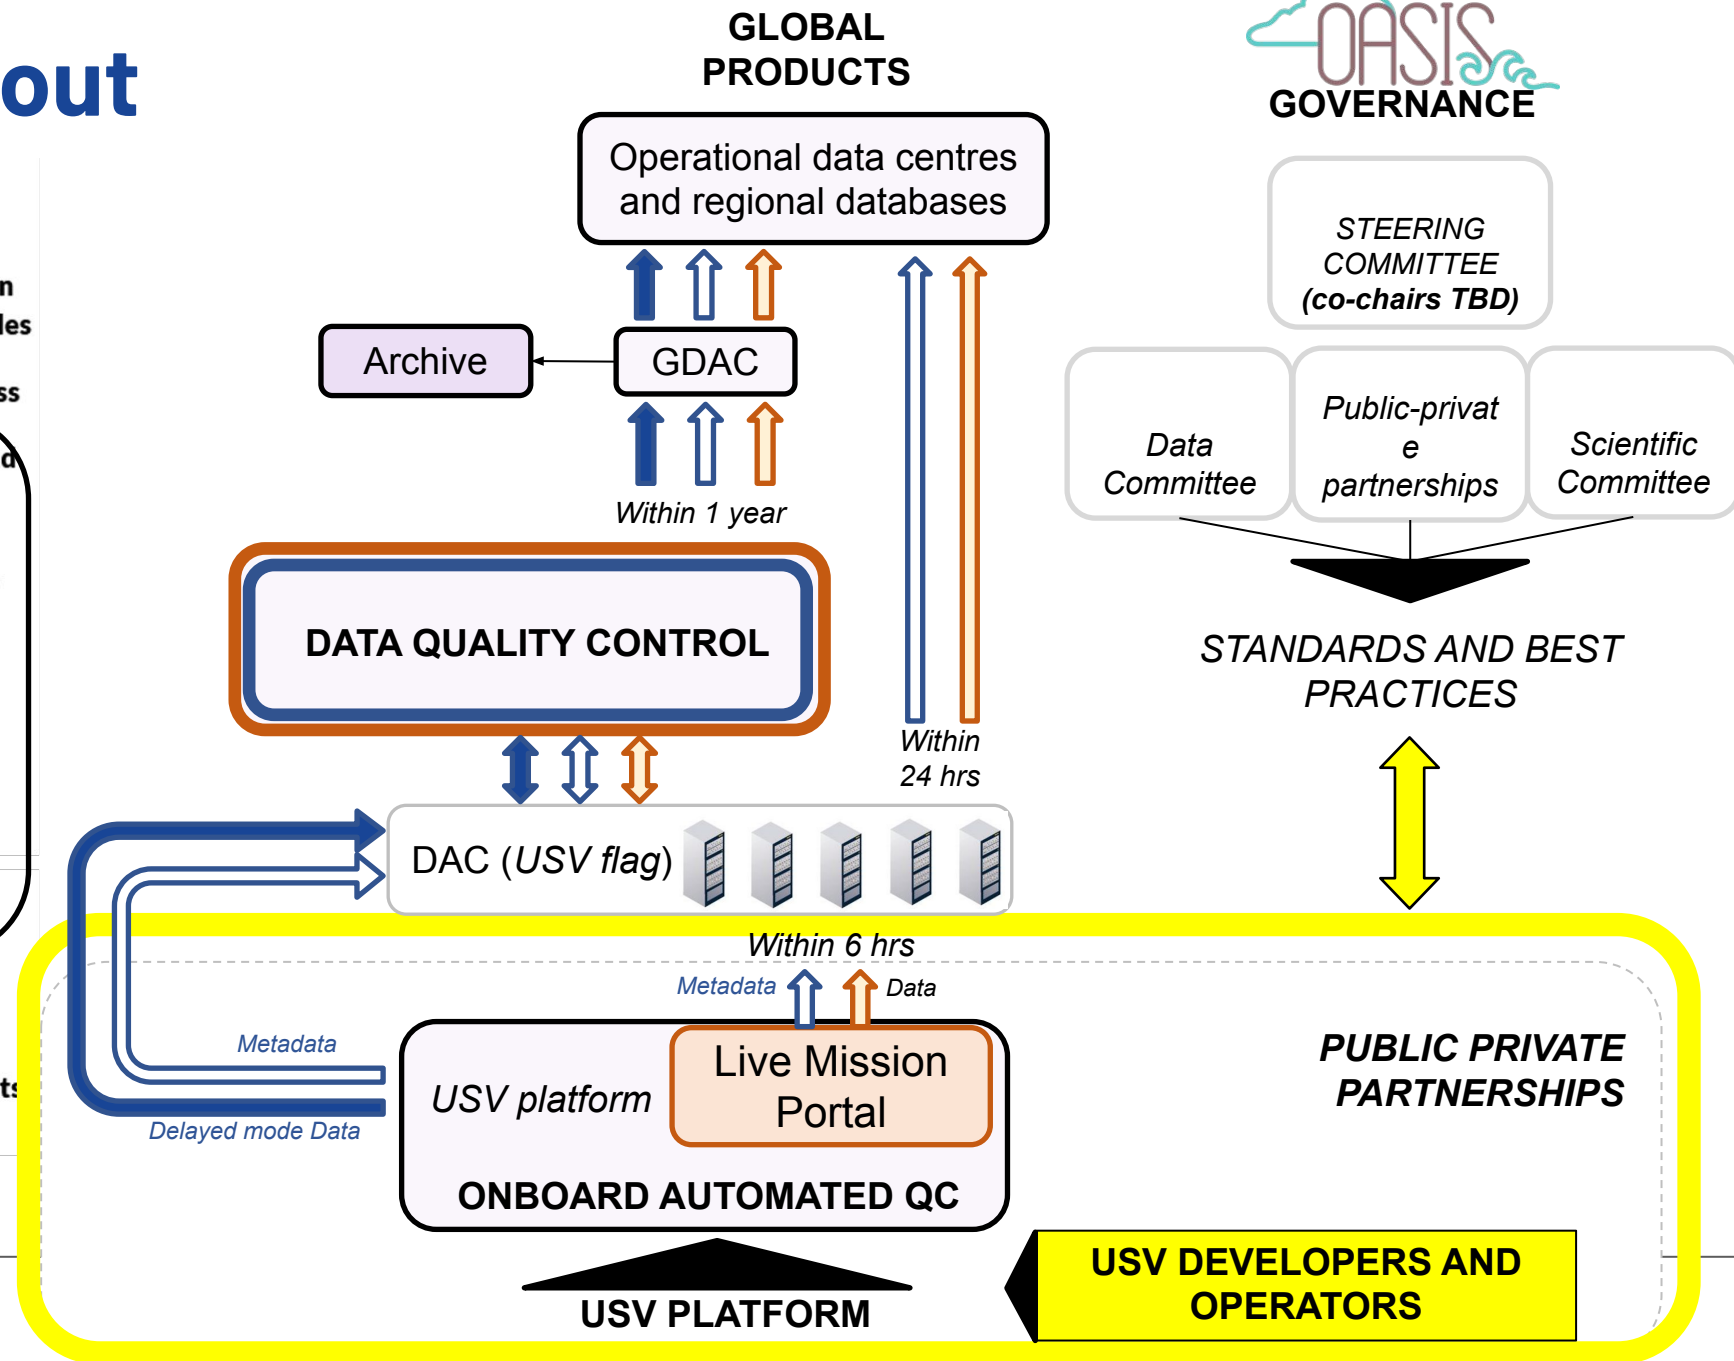 out
GLOBAL
PRODUCTS
OASIS
GOVERNANCE
Operational data centres
and regional databases
STEERING
COMMITTEE
(co-chairs TBD)
Archive
GDAC
Data
Committee
Public-privat
e
partnerships
Scientific
Committee
Within 1 year
DATA QUALITY CONTROL
STANDARDS AND BEST
PRACTICES
Within
24 hrs
DAC (USV flag)
Within 6 hrs
Metadata
Data
Metadata
Delayed mode Data
USV platform
Live Mission
Portal
ONBOARD AUTOMATED QC
PUBLIC PRIVATE
PARTNERSHIPS
USV PLATFORM
USV DEVELOPERS AND
OPERATORS